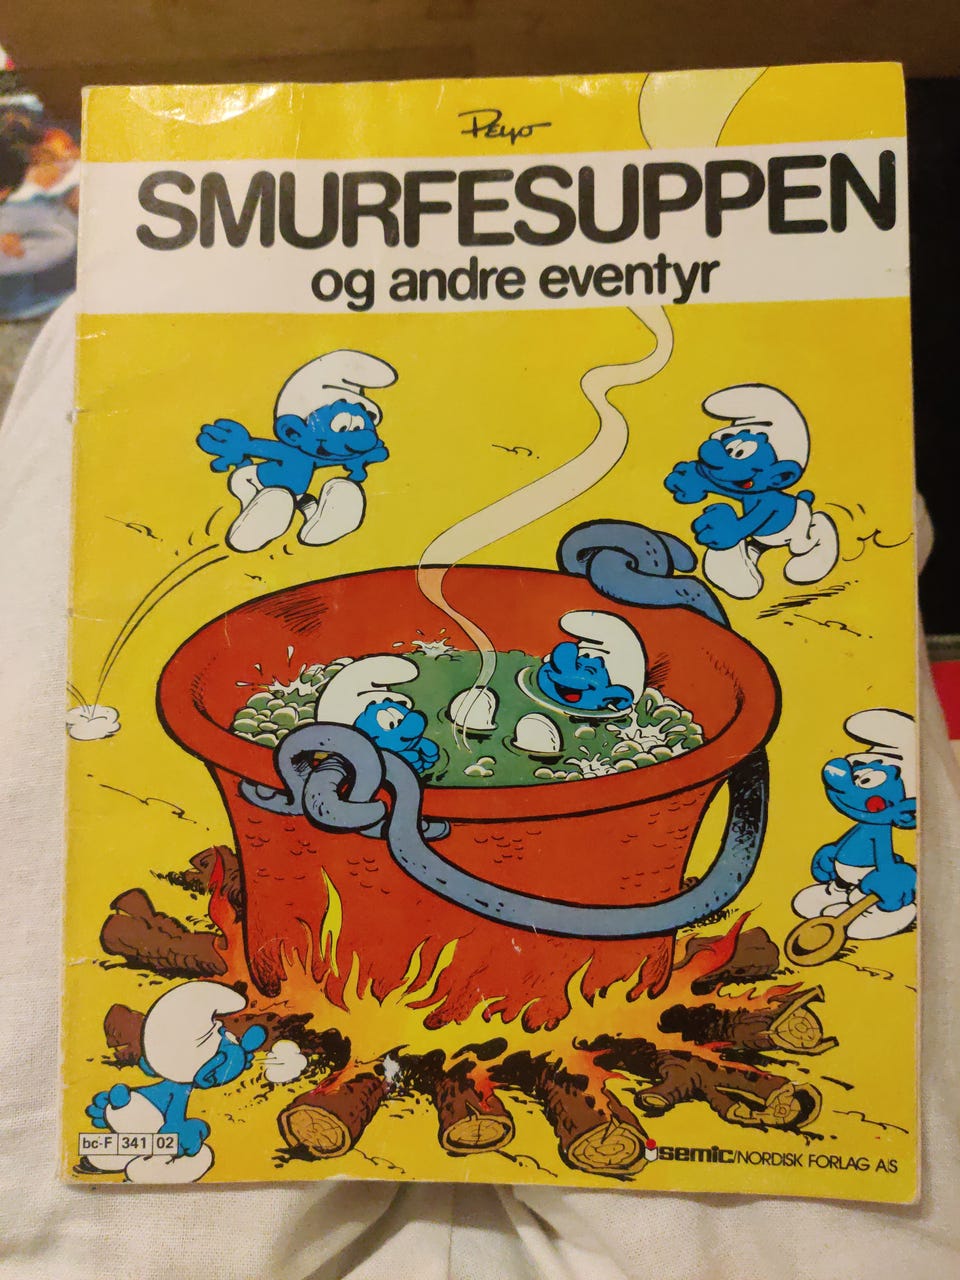 Peyo
SMURFESUPPEN
og andre eventyr
bc-F 341 02
semic/NORDISK FORLAG A/S